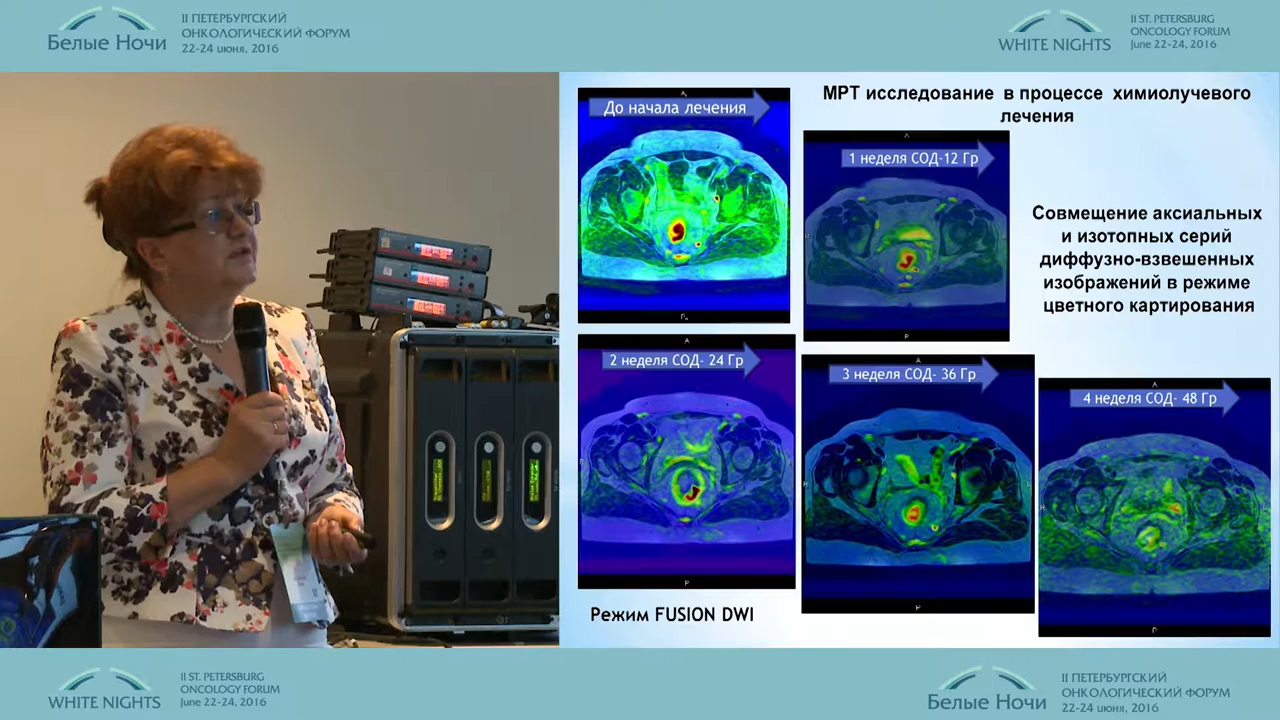 II ПЕТЕРБУРГСКИЙ
ОНКОЛОГИЧЕСКИЙ ФОРУМ
Белые Ночи
22-24 июня, 2016
II ST. PETERSBURG
ONCOLOGY FORUM
WHITE NIGHTS
June 22-24, 2016
МРТ исследование в процессе химиолучевого
лечения
До начала лечения
1 неделя СОД-12 Гр
Совмещение аксиальных
и изотопных серий
диффузно-взвешенных
изображений в режиме
цветного картирования
2 неделя СОД- 24 Гр
3 неделя СОД- 36 Гр
4 неделя СОД- 48 Гр
Режим FUSION DWI
II ST. PETERSBURG
ONCOLOGY FORUM
WHITE NIGHTS
June 22-24, 2016
II ПЕТЕРБУРГСКИЙ
ОНКОЛОГИЧЕСКИЙ ФОРУМ
Белые Ночи
22-24 июня, 2016